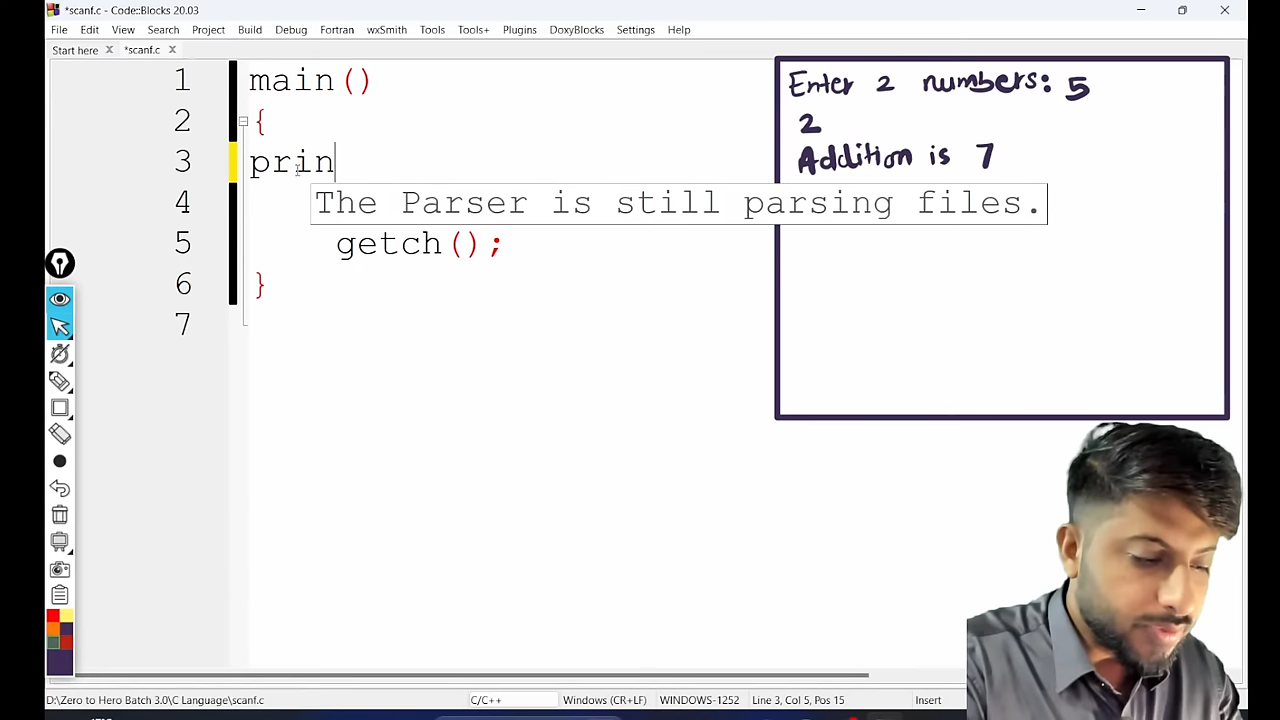 *scanf.c - Code::Blocks 20.03
File Edit View Search Project Build Debug Fortran wxSmith Tools Tools+ Plugins DoxyBlocks Settings Help
Start here *scanf.c
1 main()
2 {
3 prin
4
The Parser is still parsing files.
5 getch();
6 }
7
Enter 2 numbers: 5
2
Addition is 7
D:\Zero to Hero Batch 3.0\C Language\scanf.c C/C++ Windows (CR+LF) WINDOWS-1252 Line 3, Col 5, Pos 15 Insert